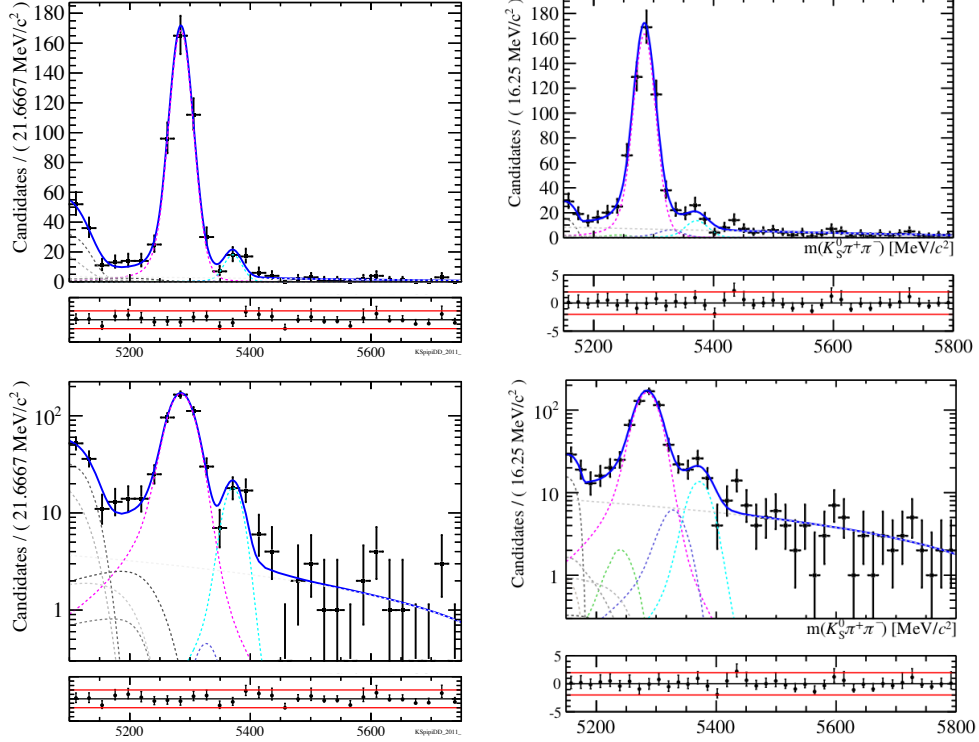 Candidates / ( 21.6667 MeV/c² )
160
140
120
100
80
60
40
20
0
5200 5400 5600
KSpipiDD_2011_
Candidates / ( 16.25 MeV/c² )
180
160
140
120
100
80
60
40
20
0
m(K⁰_S π⁺π⁻) [MeV/c²]
5
0
-5
5200 5400 5600 5800
Candidates / ( 21.6667 MeV/c² )
10²
10
1
5200 5400 5600
KSpipiDD_2011_
Candidates / ( 16.25 MeV/c² )
10²
10
1
m(K⁰_S π⁺π⁻) [MeV/c²]
5
0
-5
5200 5400 5600 5800